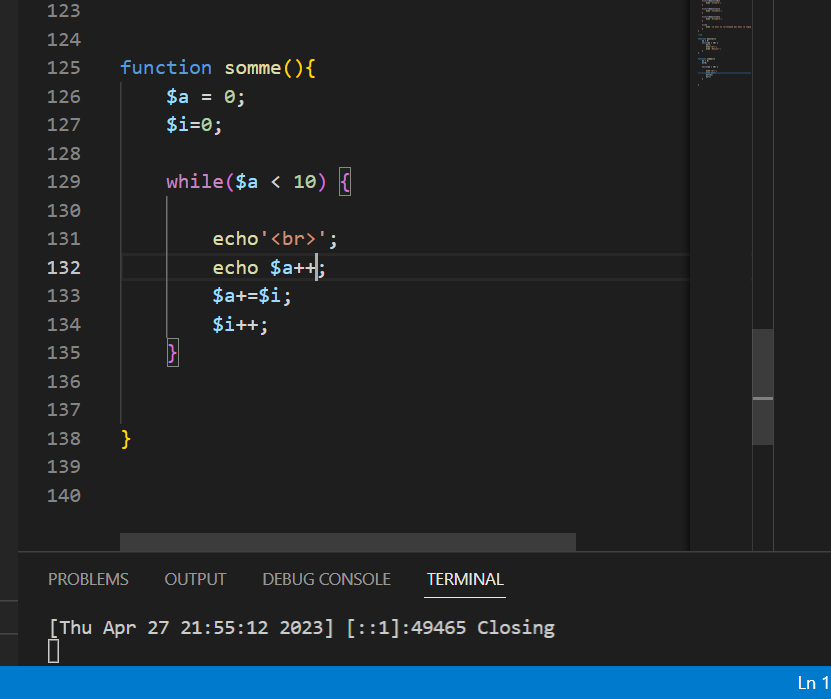 123
124
125 function somme(){
126 $a = 0;
127 $i=0;
128
129 while($a < 10) {
130
131 echo'<br>';
132 echo $a++;
133 $a+=$i;
134 $i++;
135 }
136
137
138 }
139
140
PROBLEMS OUTPUT DEBUG CONSOLE TERMINAL
[Thu Apr 27 21:55:12 2023] [::1]:49465 Closing
Ln 1